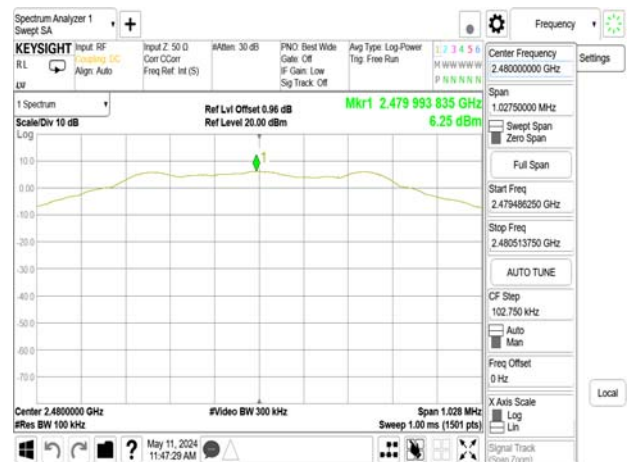 Spectrum Analyzer 1
Swept SA
+
Frequency
KEYSIGHT
RL
Input: RF
Coupling: DC
Align: Auto
Input Z: 50 Ω
Corr CCorr
Freq Ref: Int (S)
#Atten: 30 dB
PNO: Best Wide
Gate: Off
IF Gain: Low
Sig Track: Off
Avg Type: Log-Power
Trig: Free Run
1 2 3 4 5 6
M W W W W W
P N N N N N
Center Frequency
2.480000000 GHz
Settings
Span
1.02750000 MHz
Swept Span
Zero Span
Full Span
Start Freq
2.479486250 GHz
Stop Freq
2.480513750 GHz
AUTO TUNE
CF Step
102.750 kHz
Auto
Man
Freq Offset
0 Hz
X Axis Scale
Log
Lin
Local
Signal Track
(Span Zoom)
1 Spectrum
Scale/Div 10 dB
Log
Ref Lvl Offset 0.96 dB
Ref Level 20.00 dBm
Mkr1 2.479 993 835 GHz
6.25 dBm
1
10.0
0.00
-10.0
-20.0
-30.0
-40.0
-50.0
-60.0
-70.0
Center 2.4800000 GHz
#Res BW 100 kHz
#Video BW 300 kHz
Span 1.028 MHz
Sweep 1.00 ms (1501 pts)
?
May 11, 2024
11:47:29 AM